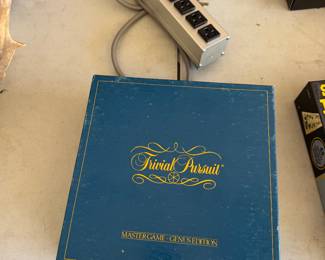 Trivial Pursuit
MASTER GAME - GENUS EDITION